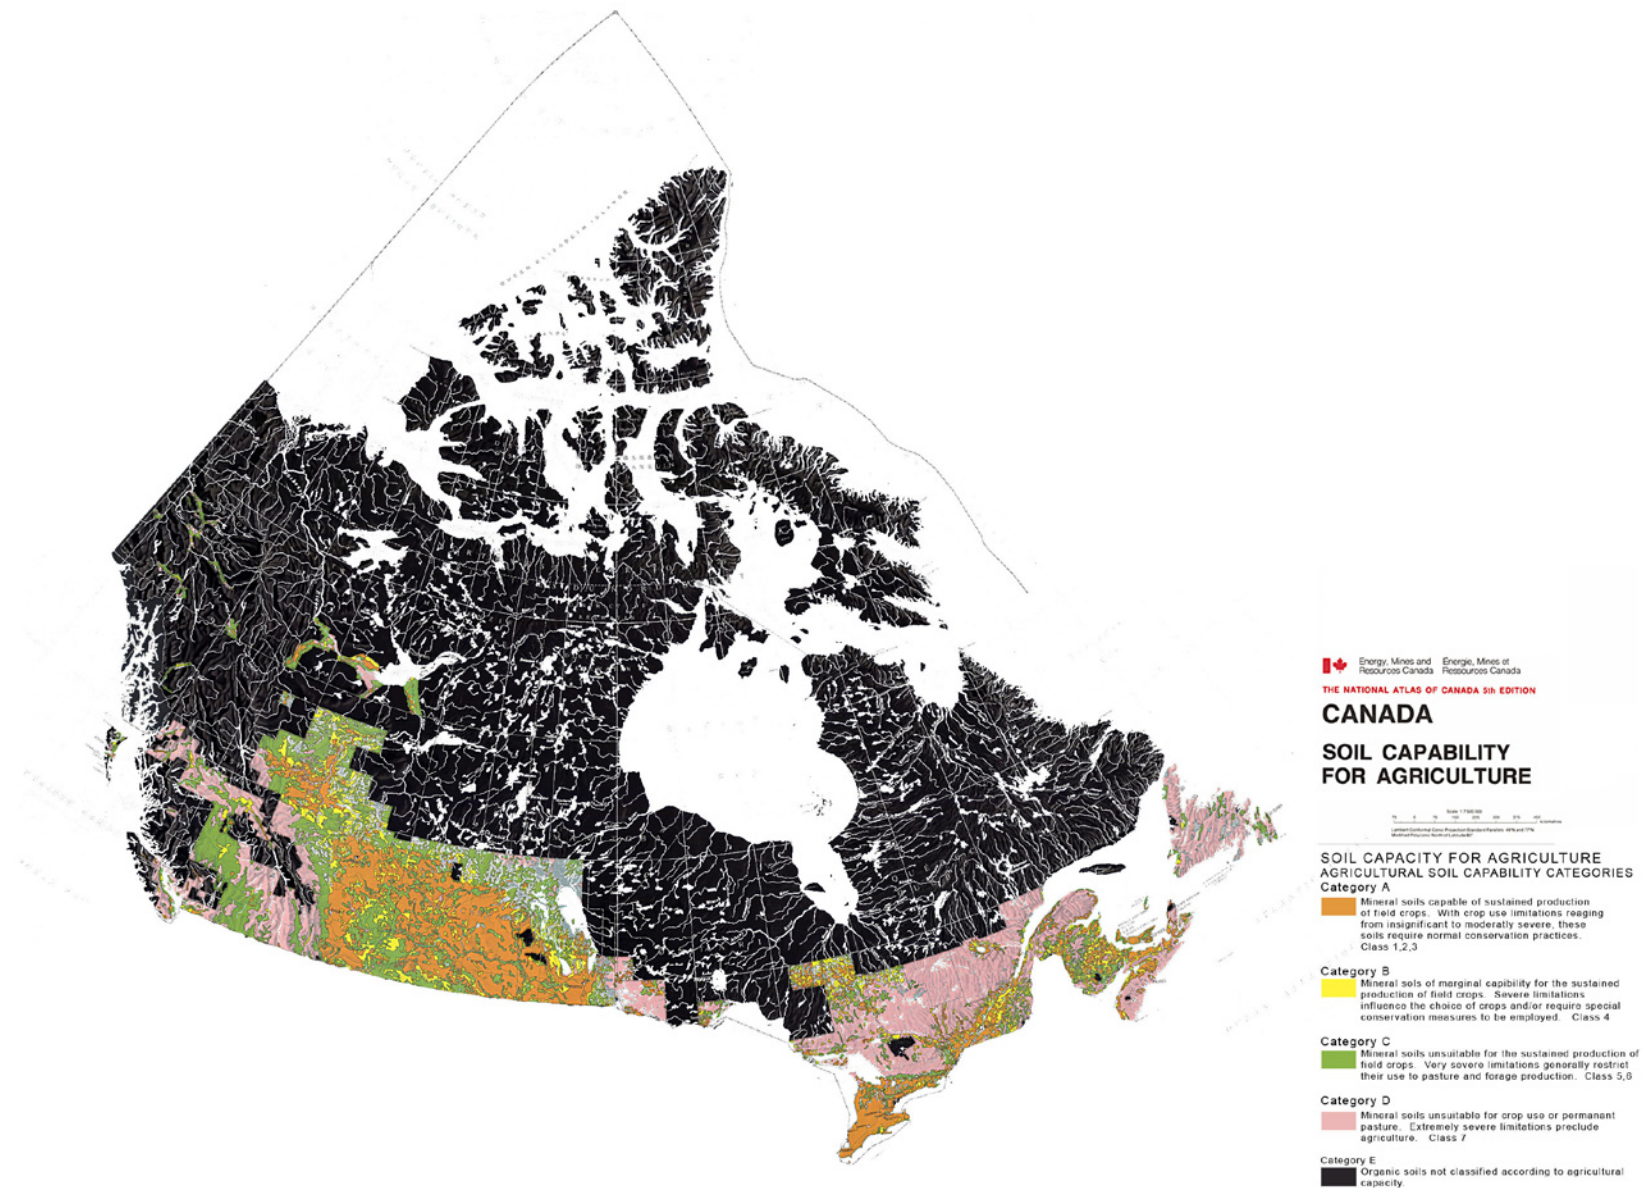 Energy, Mines and Énergie, Mines et
Resources Canada Ressources Canada
THE NATIONAL ATLAS OF CANADA 5th EDITION
CANADA
SOIL CAPABILITY
FOR AGRICULTURE
SOIL CAPACITY FOR AGRICULTURE
AGRICULTURAL SOIL CAPABILITY CATEGORIES
Category A
Mineral soils capable of sustained production
of field crops. With crop use limitations reaging
from insignificant to moderately severe, these
soils require normal conservation practices.
Class 1,2,3
Category B
Mineral sols of marginal capibility for the sustained
production of field crops. Severe limitations
influence the choice of crops and/or require special
conservation measures to be employed. Class 4
Category C
Mineral soils unsuitable for the sustained production of
field crops. Very severe limitations generally restrict
their use to pasture and forage production. Class 5,6
Category D
Mineral soils unsuitable for crop use or permanant
pasture. Extremely severe limitations preclude
agriculture. Class 7
Category E
Organic soils not classified according to agricultural
capacity.